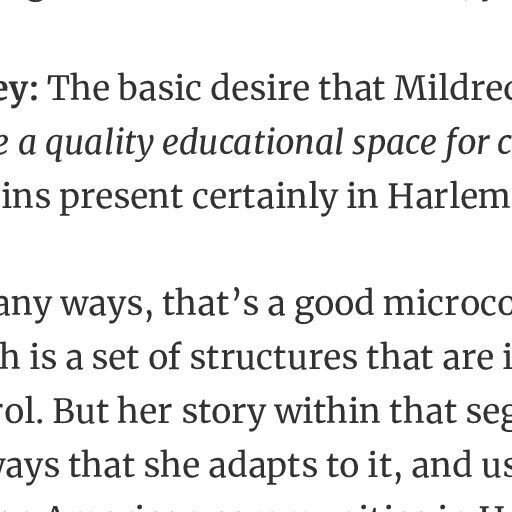 ey: The basic desire that Mildred
e a quality educational space for c
ins present certainly in Harlem
any ways, that’s a good microco
h is a set of structures that are i
rol. But her story within that seg
ways that she adapts to it, and us